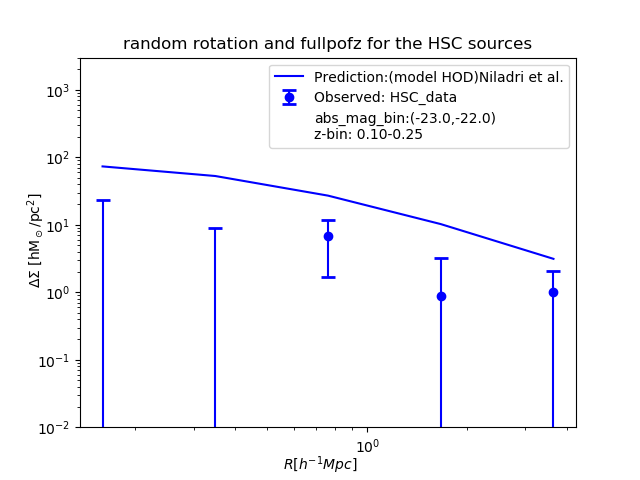 random rotation and fullpofz for the HSC sources
Prediction:(model HOD)Niladri et al.
Observed: HSC_data
abs_mag_bin:(-23.0,-22.0)
z-bin: 0.10-0.25
ΔΣ [hM⊙/pc²]
10³
10²
10¹
10⁰
10⁻¹
10⁻²
10⁰
R[h⁻¹Mpc]